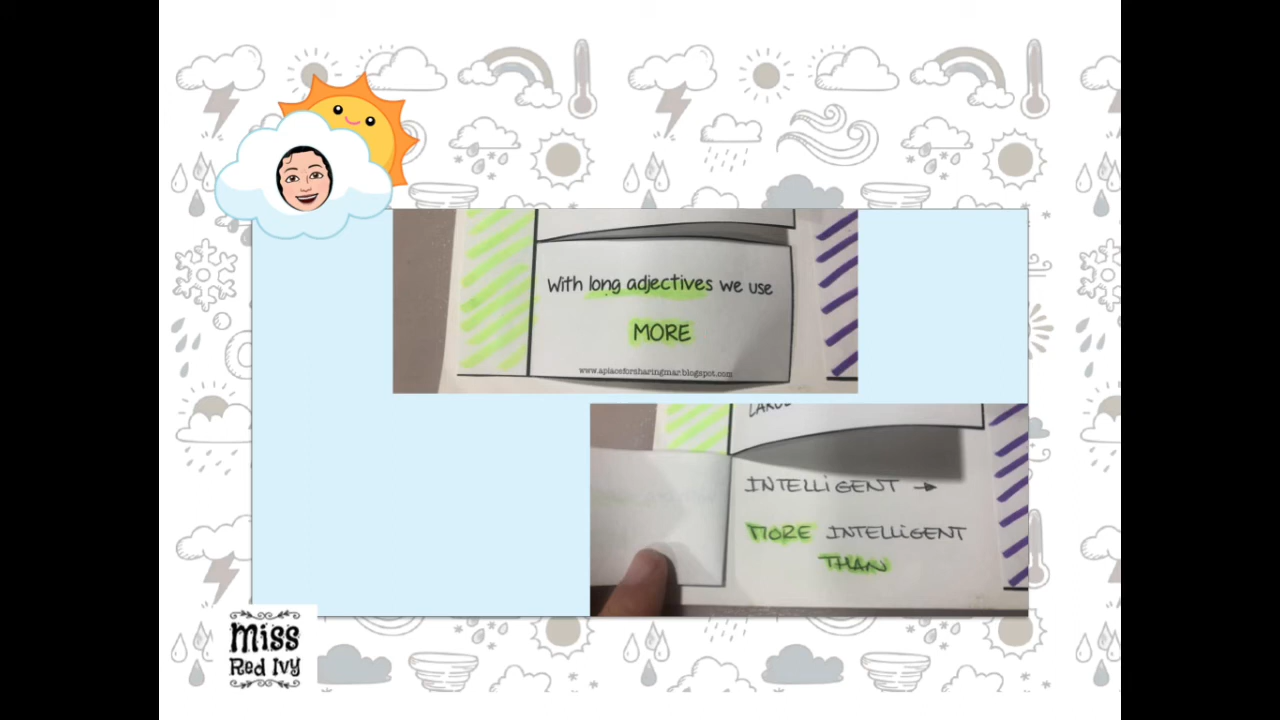 With long adjectives we use
MORE
www.aplaceforsharingmar.blogspot.com
INTELLiGENT →
MORE INTELLiGENT
THAN
Miss
Red Ivy